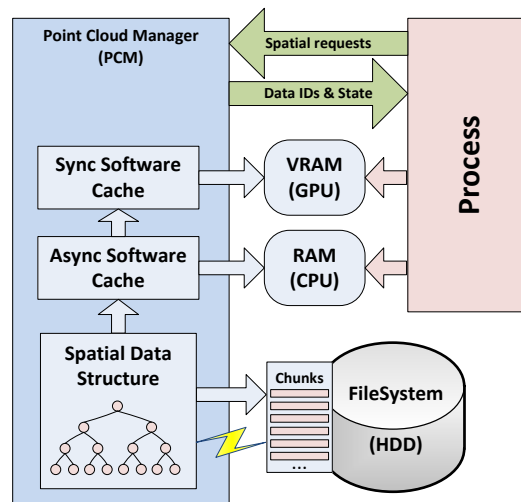 Point Cloud Manager
(PCM)
Spatial requests
Data IDs & State
Process
Sync Software
Cache
VRAM
(GPU)
Async Software
Cache
RAM
(CPU)
Spatial Data
Structure
Chunks
...
FileSystem
(HDD)